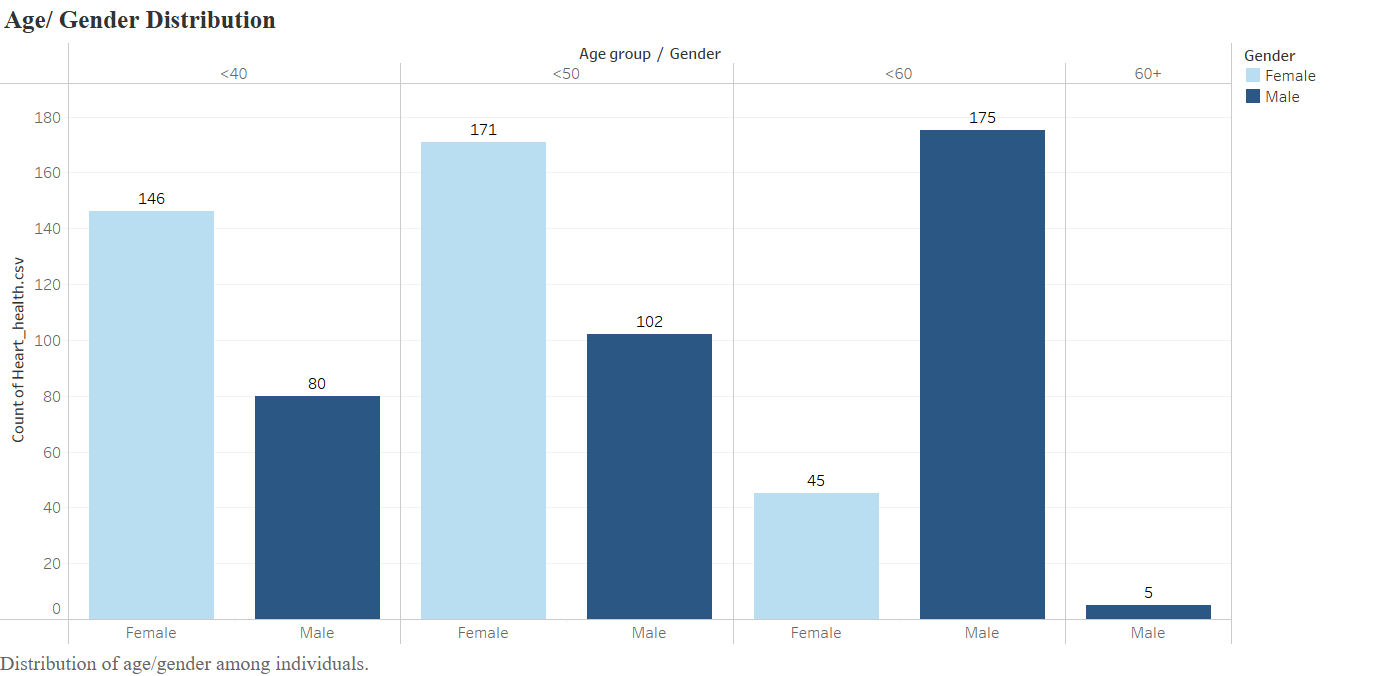 Age/ Gender Distribution
Age group / Gender
<40 <50 <60 60+
Gender
Female
Male
Count of Heart_health.csv
180
160
140
120
100
80
60
40
20
0
146
80
171
102
45
175
5
Female Male Female Male Female Male Male
Distribution of age/gender among individuals.